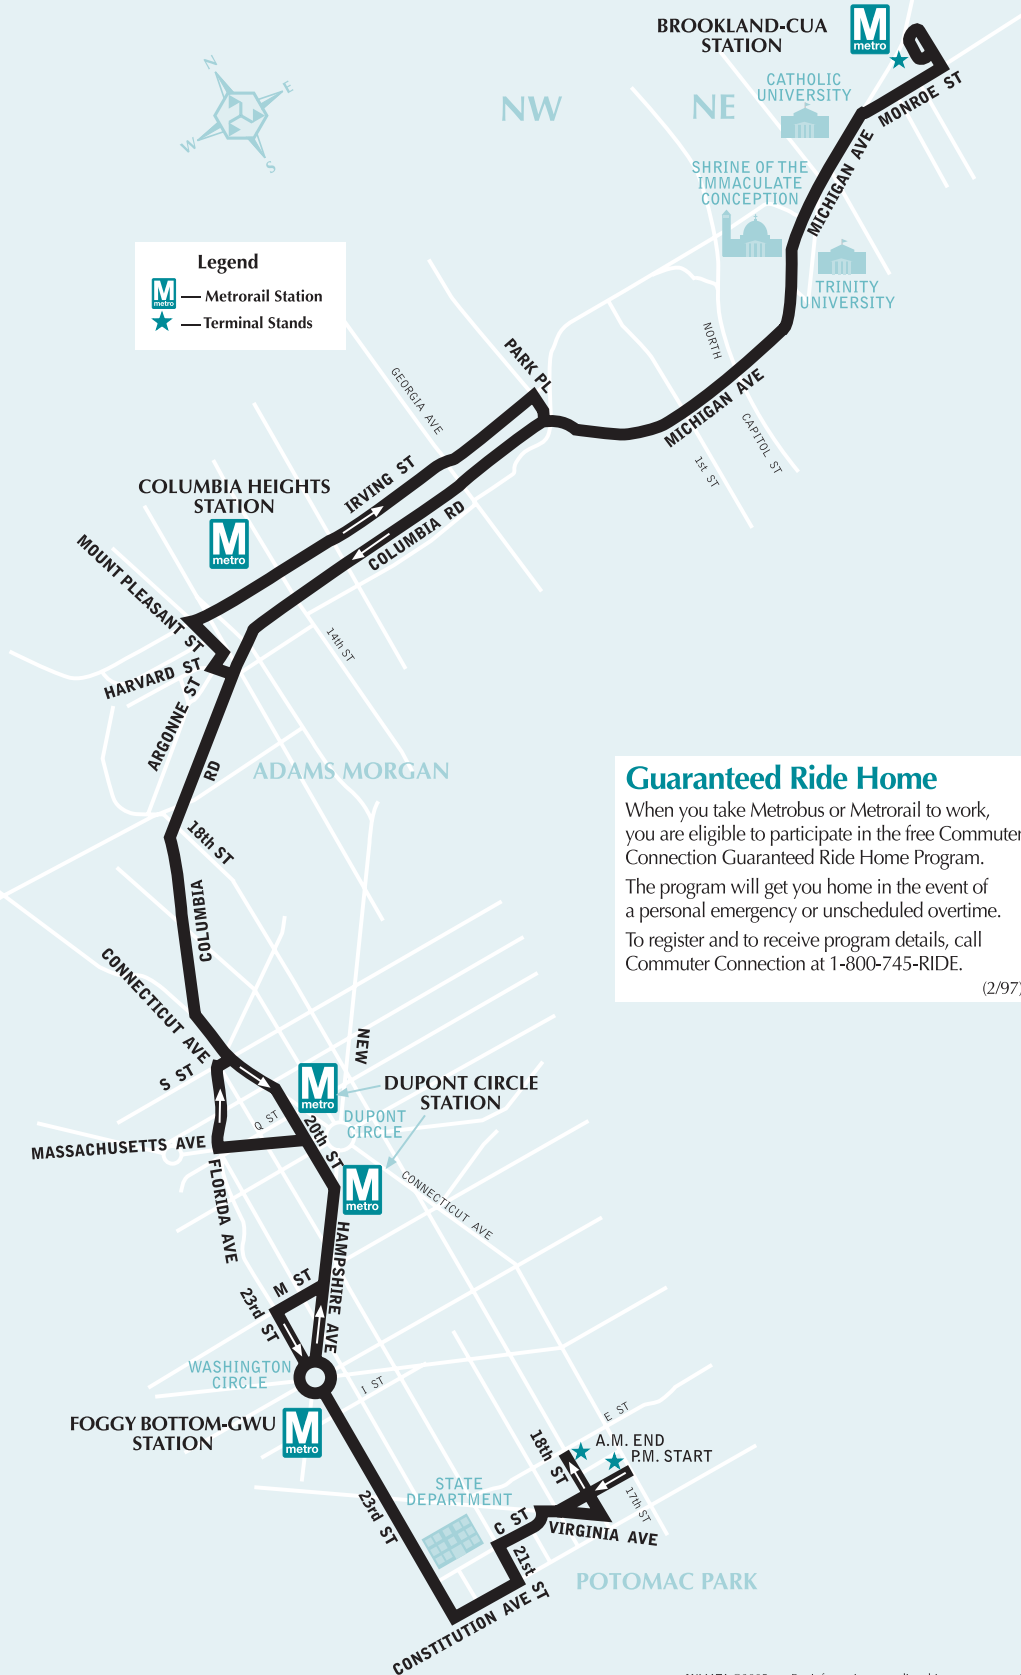 BROOKLAND-CUA
STATION
M
metro
N
E
W
S
NW
NE
CATHOLIC
UNIVERSITY
MONROE ST
MICHIGAN AVE
SHRINE OF THE
IMMACULATE
CONCEPTION
TRINITY
UNIVERSITY
Legend
M
metro
Metrorail Station
Terminal Stands
NORTH
CAPITOL ST
PARK PL
GEORGIA AVE
MICHIGAN AVE
1st ST
IRVING ST
COLUMBIA RD
COLUMBIA HEIGHTS
STATION
M
metro
MOUNT PLEASANT ST
14th ST
HARVARD ST
ARGONNE ST
RD
ADAMS MORGAN
Guaranteed Ride Home
When you take Metrobus or Metrorail to work,
you are eligible to participate in the free Commuter
Connection Guaranteed Ride Home Program.
The program will get you home in the event of
a personal emergency or unscheduled overtime.
To register and to receive program details, call
Commuter Connection at 1-800-745-RIDE.
(2/97)
18th ST
COLUMBIA
CONNECTICUT AVE
NEW
S ST
M
metro
DUPONT CIRCLE
STATION
Q ST
20th ST
DUPONT
CIRCLE
MASSACHUSETTS AVE
FLORIDA AVE
M
metro
CONNECTICUT AVE
HAMPSHIRE AVE
M ST
23rd ST
WASHINGTON
CIRCLE
I ST
FOGGY BOTTOM-GWU
STATION
M
metro
E ST
18th ST
A.M. END
P.M. START
17th ST
STATE
DEPARTMENT
23rd ST
C ST
VIRGINIA AVE
21st ST
POTOMAC PARK
CONSTITUTION AVE